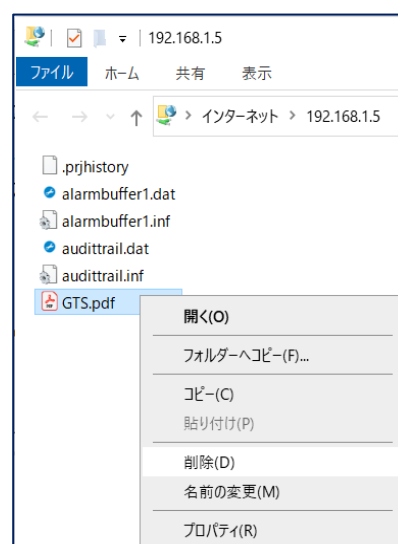 192.168.1.5
ファイル ホーム 共有 表示
インターネット > 192.168.1.5
.prjhistory
alarmbuffer1.dat
alarmbuffer1.inf
audittrail.dat
audittrail.inf
GTS.pdf
開く(O)
フォルダーへコピー(F)...
コピー(C)
貼り付け(P)
削除(D)
名前の変更(M)
プロパティ(R)